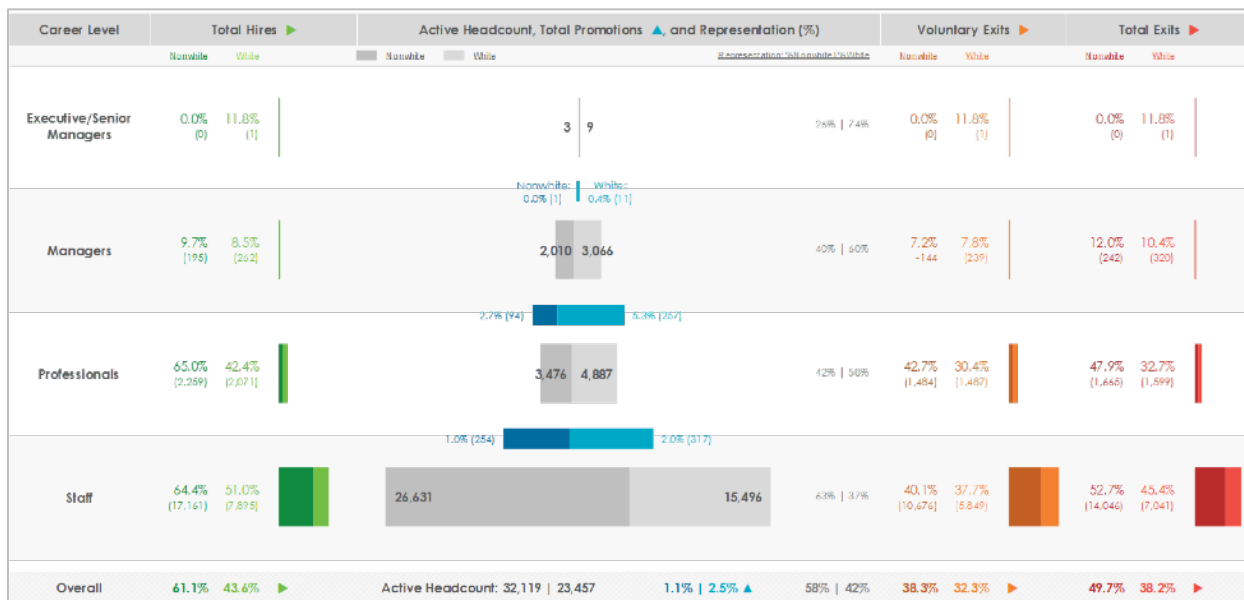 Career Level Total Hires ▶ Active Headcount, Total Promotions ▲, and Representation (%) Voluntary Exits ▶ Total Exits ▶
Nonwhite White Nonwhite White Representation: %Nonwhite | %White Nonwhite White Nonwhite White
Executive/Senior Managers
0.0% 11.8% 3 9 26% | 74% 0.0% 11.8% 0.0% 11.8%
(0) (1) (0) (1) (0) (1)
Nonwhite: White:
0.0% (1) 0.4% (11)
Managers
9.7% 8.5% 2,010 3,066 40% | 60% 7.2% 7.8% 12.0% 10.4%
(195) (262) -144 (239) (242) (320)
2.7% (94) 5.3% (257)
Professionals
65.0% 42.4% 3,476 4,887 42% | 58% 42.7% 30.4% 47.9% 32.7%
(2,259) (2,071) (1,484) (1,487) (1,665) (1,599)
1.0% (254) 2.0% (317)
Staff
64.4% 51.0% 26,631 15,496 63% | 37% 40.1% 37.7% 52.7% 45.4%
(17,161) (7,895) (10,676) (5,849) (14,046) (7,041)
Overall 61.1% 43.6% ▶ Active Headcount: 32,119 | 23,457 1.1% | 2.5% ▲ 58% | 42% 38.3% 32.3% ▶ 49.7% 38.2% ▶